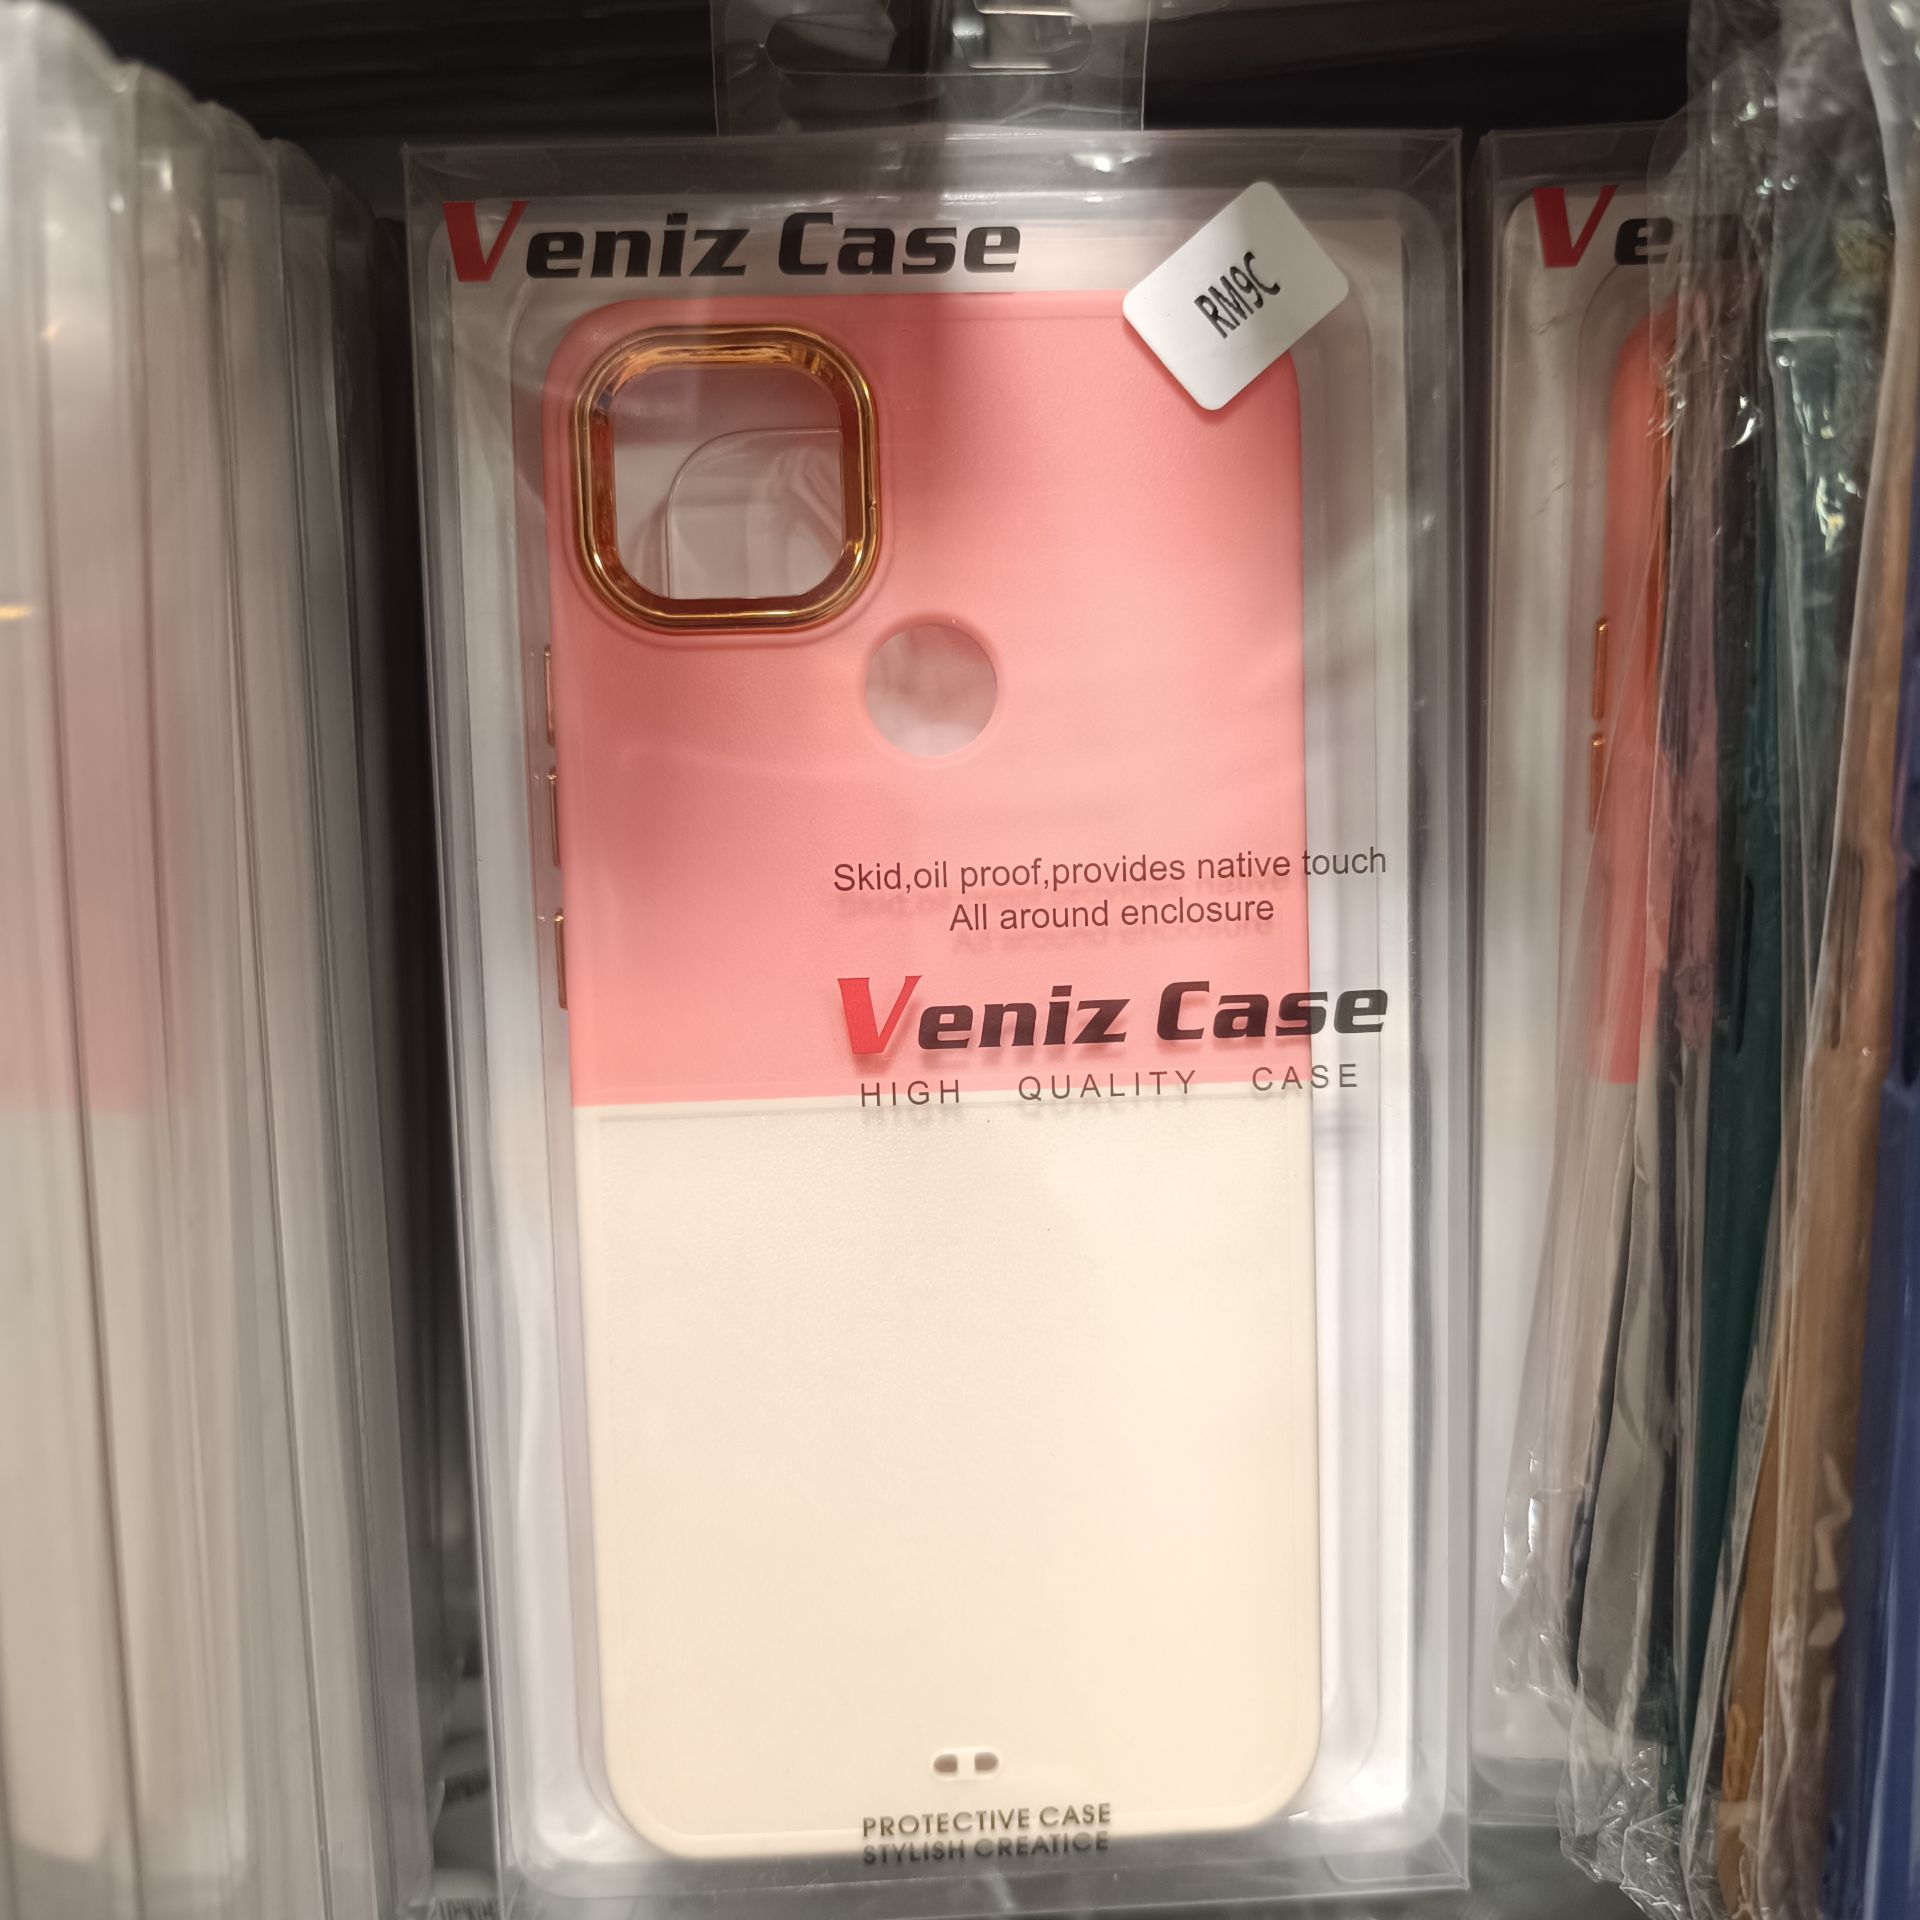 Veniz Case
RM9C
Skid,oil proof,provides native touch
All around enclosure
Veniz Case
HIGH QUALITY CASE
PROTECTIVE CASE
STYLISH CREATICE